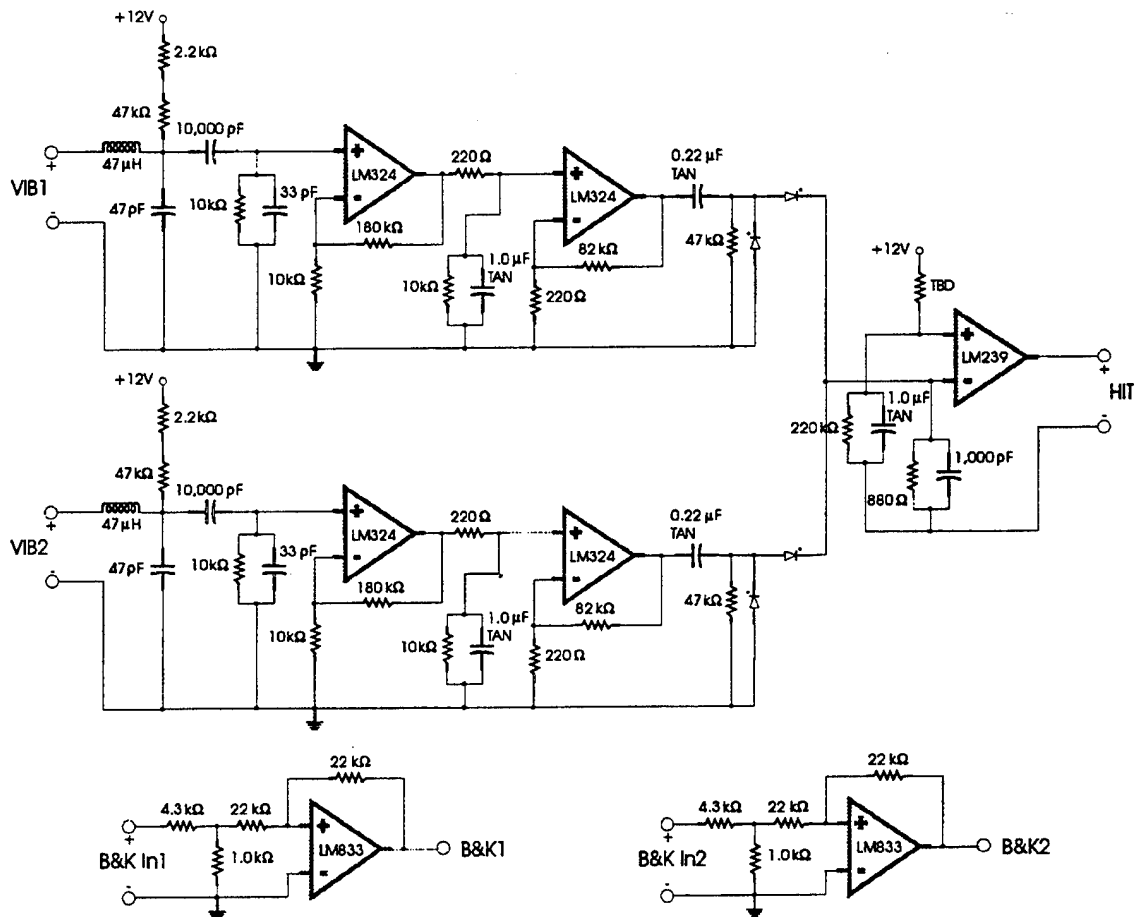 +12V
2.2kΩ
47kΩ
10,000 pF
47μH
+
VIB1
-
47pF
10kΩ
33 pF
+
LM324
-
220Ω
180kΩ
10kΩ
10kΩ
1.0μF
TAN
+
LM324
-
0.22 μF
TAN
82kΩ
220Ω
47kΩ
+12V
TBD
+
LM239
-
+
HIT
-
220kΩ
1.0μF
TAN
880Ω
1,000 pF
+12V
2.2kΩ
47kΩ
10,000 pF
47μH
+
VIB2
-
47pF
10kΩ
33 pF
+
LM324
-
220Ω
180kΩ
10kΩ
10kΩ
1.0μF
TAN
+
LM324
-
0.22 μF
TAN
82kΩ
220Ω
47kΩ
22kΩ
4.3kΩ
22kΩ
+
B&K In1
-
1.0kΩ
+
LM833
-
B&K1
22kΩ
4.3kΩ
22kΩ
+
B&K In2
-
1.0kΩ
+
LM833
-
B&K2